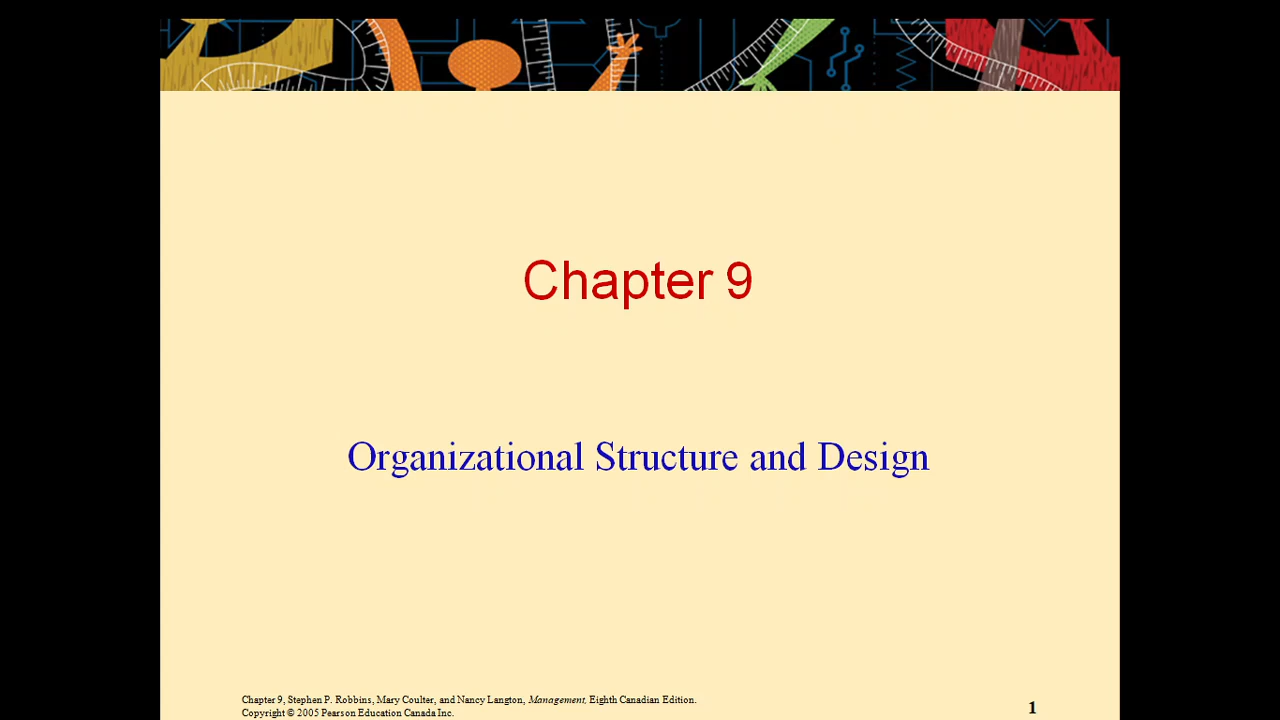 Chapter 9
Organizational Structure and Design
Chapter 9, Stephen P. Robbins, Mary Coulter, and Nancy Langton, Management, Eighth Canadian Edition.
Copyright © 2005 Pearson Education Canada Inc.
1